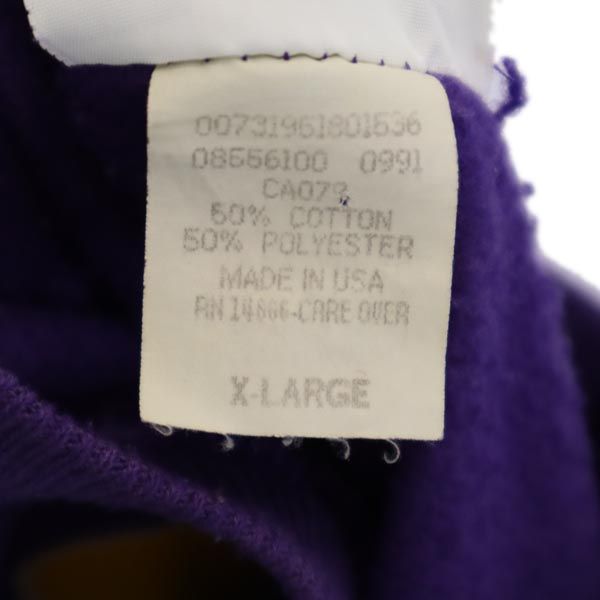 00731961801536
08556100 0991
CA079
50% COTTON
50% POLYESTER
MADE IN USA
RN 14806-CARE OVER
X-LARGE